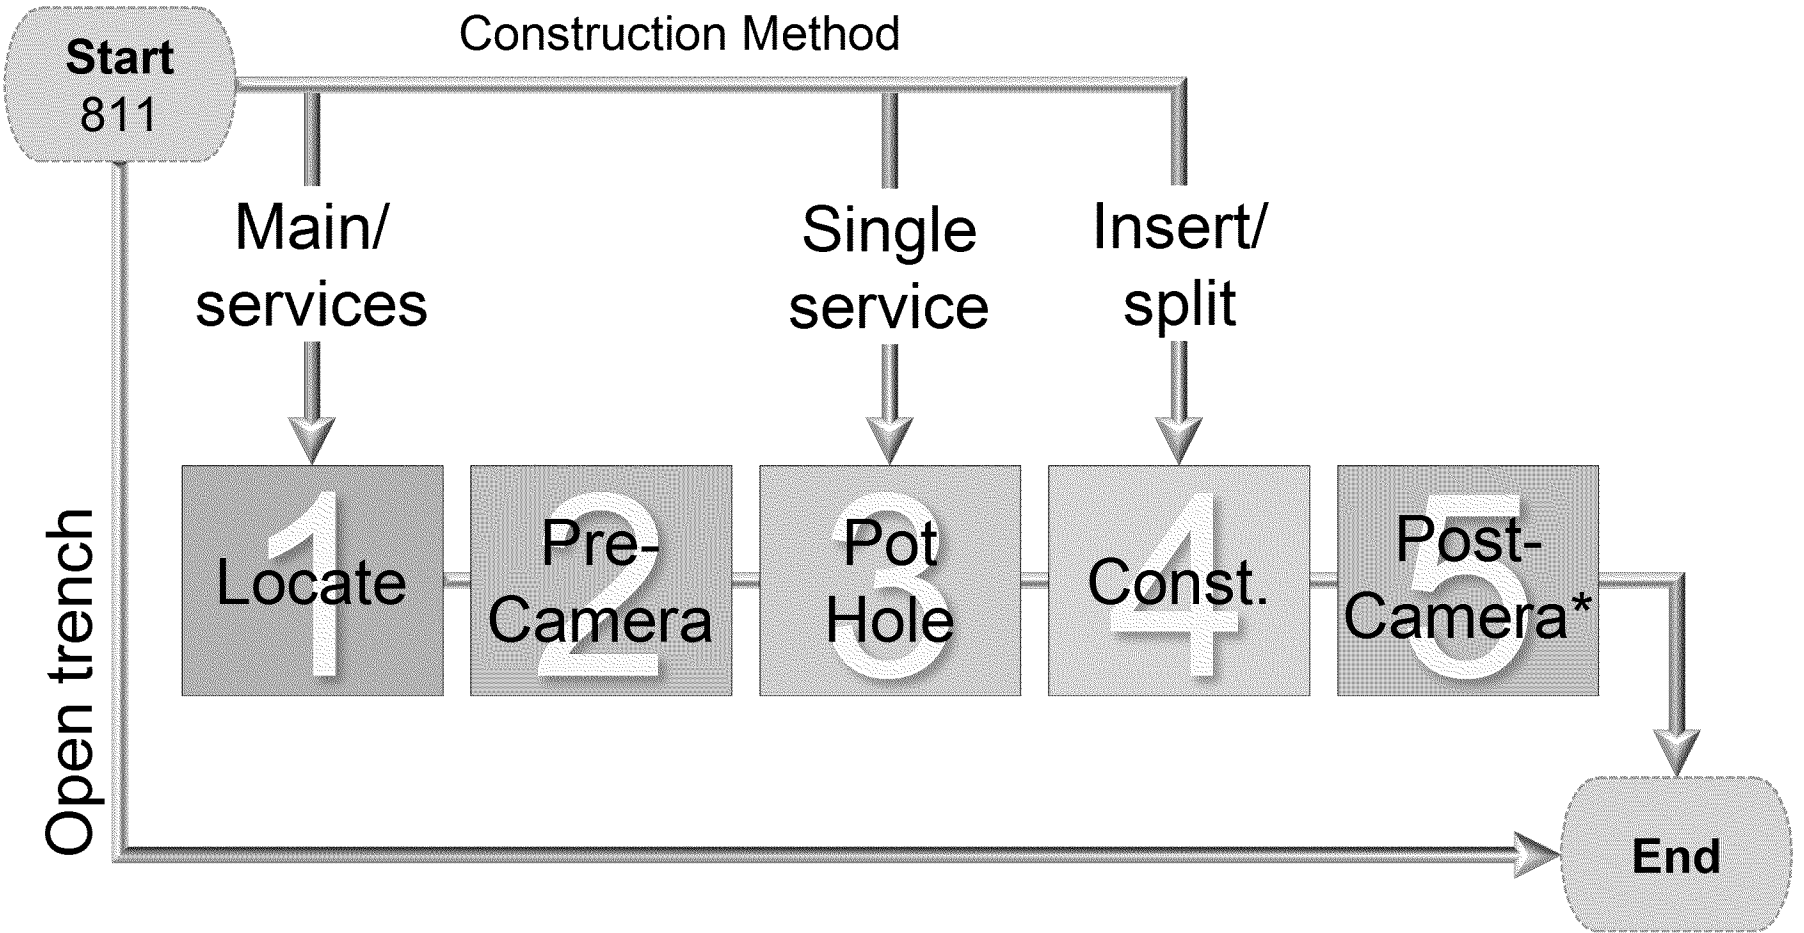 Start
811
Construction Method
Main/
services
Single
service
Insert/
split
Open trench
1
Locate
2
Pre-
Camera
3
Pot
Hole
4
Const.
5
Post-
Camera*
End